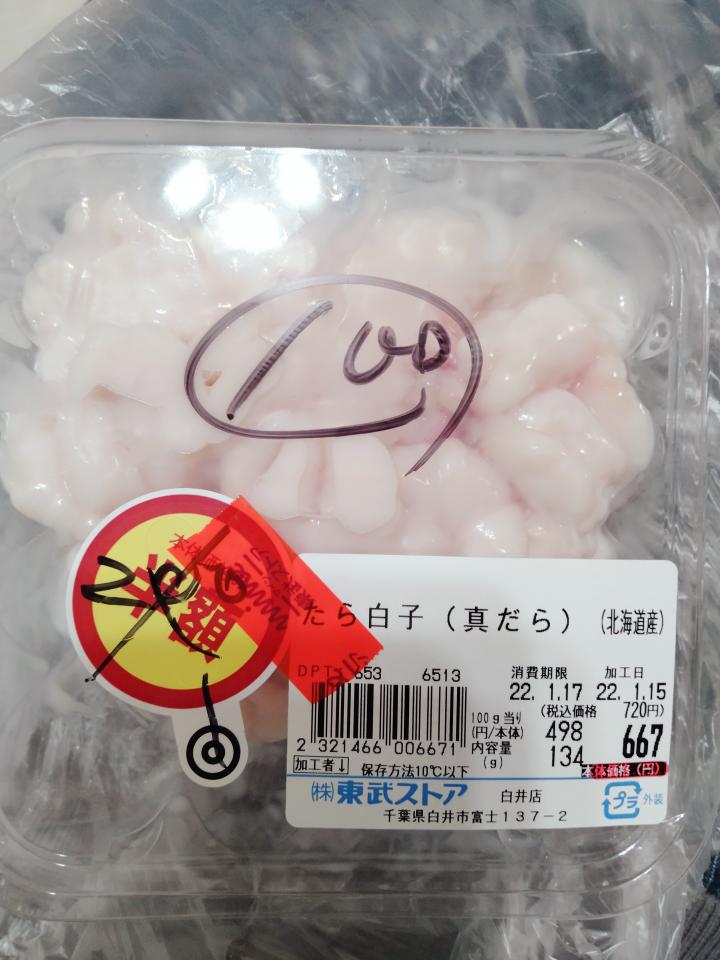 100
半額
たら白子(真だら) (北海道産)
DPT 653 6513
消費期限 加工日
22. 1.17 22. 1.15
(税込価格 720円)
100g当り
(円/本体) 498
内容量
(g) 134
667
本体価格(円)
2 321466 006671
加工者↓ 保存方法10℃以下
(株)東武ストア 白井店
プラ 外装
千葉県白井市富士137-2